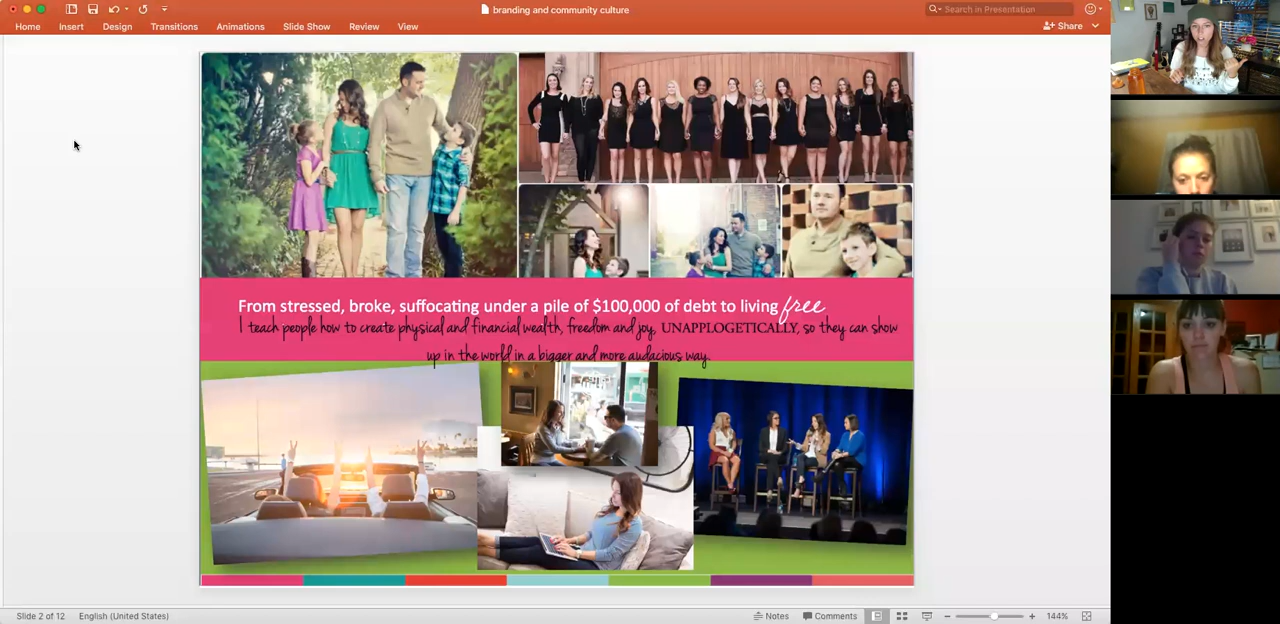 branding and community culture
Search in Presentation
Home Insert Design Transitions Animations Slide Show Review View
Share
From stressed, broke, suffocating under a pile of $100,000 of debt to living free
I teach people how to create physical and financial wealth, freedom and joy, UNAPPLOGETICALLY, so they can show
up in the world in a bigger and more audacious way.
Slide 2 of 12 English (United States)
Notes Comments 144%